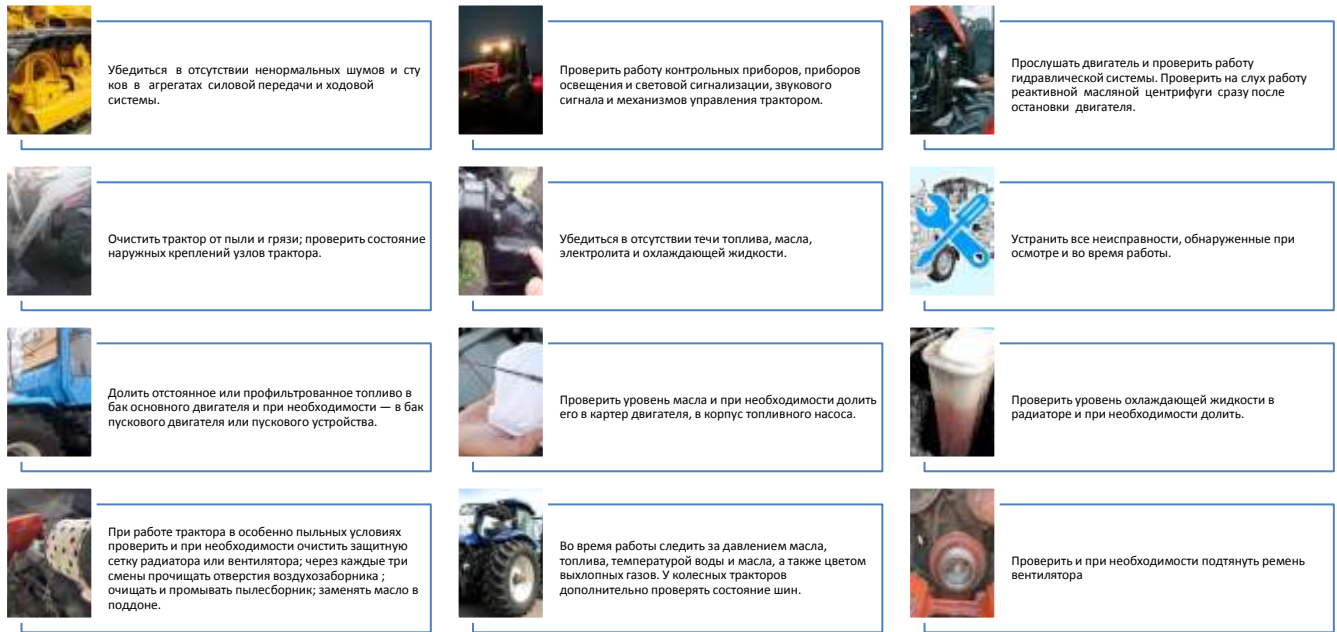 Убедиться в отсутствии ненормальных шумов и сту
ков в агрегатах силовой передачи и ходовой
системы.
Проверить работу контрольных приборов, приборов
освещения и световой сигнализации, звукового
сигнала и механизмов управления трактором.
Прослушать двигатель и проверить работу
гидравлической системы. Проверить на слух работу
реактивной масляной центрифуги сразу после
остановки двигателя.
Очистить трактор от пыли и грязи; проверить состояние
наружных креплений узлов трактора.
Убедиться в отсутствии течи топлива, масла,
электролита и охлаждающей жидкости.
Устранить все неисправности, обнаруженные при
осмотре и во время работы.
Долить отстоянное или профильтрованное топливо в
бак основного двигателя и при необходимости — в бак
пускового двигателя или пускового устройства.
Проверить уровень масла и при необходимости долить
его в картер двигателя, в корпус топливного насоса.
Проверить уровень охлаждающей жидкости в
радиаторе и при необходимости долить.
При работе трактора в особенно пыльных условиях
проверить и при необходимости очистить защитную
сетку радиатора или вентилятора; через каждые три
смены прочищать отверстия воздухозаборника ;
очищать и промывать пылесборник; заменять масло в
поддоне.
Во время работы следить за давлением масла,
топлива, температурой воды и масла, а также цветом
выхлопных газов. У колесных тракторов
дополнительно проверять состояние шин.
Проверить и при необходимости подтянуть ремень
вентилятора